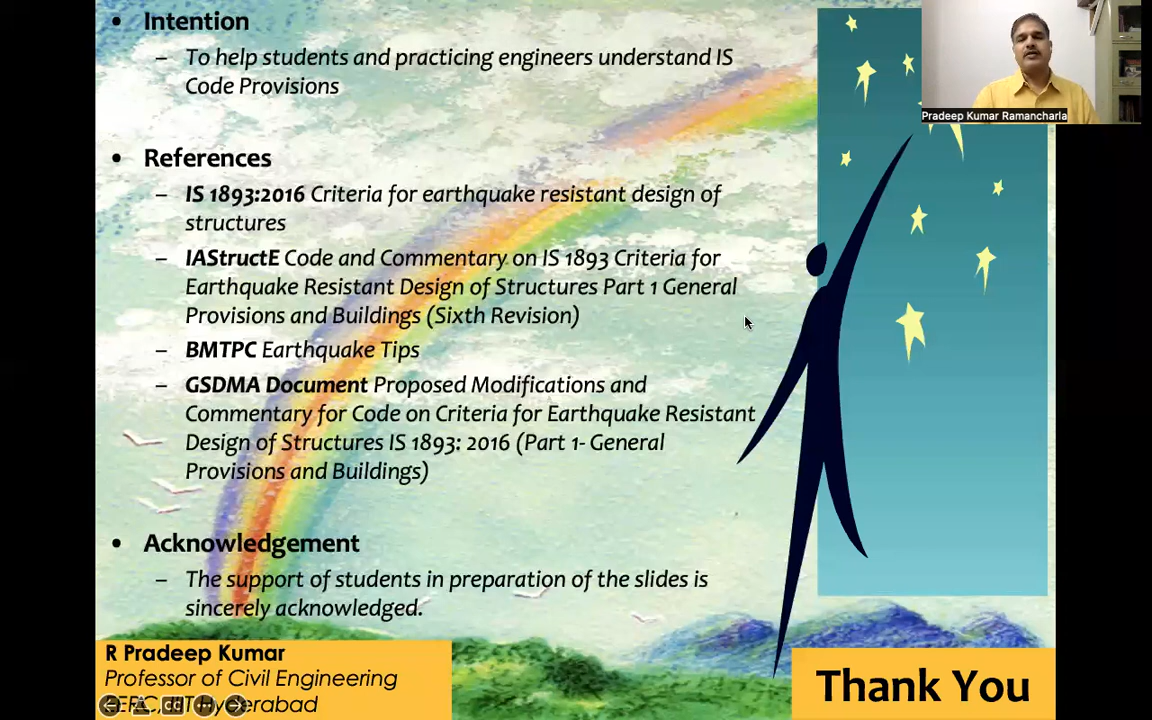 • Intention
– To help students and practicing engineers understand IS
Code Provisions
• References
– IS 1893:2016 Criteria for earthquake resistant design of
structures
– IAStructE Code and Commentary on IS 1893 Criteria for
Earthquake Resistant Design of Structures Part 1 General
Provisions and Buildings (Sixth Revision)
– BMTPC Earthquake Tips
– GSDMA Document Proposed Modifications and
Commentary for Code on Criteria for Earthquake Resistant
Design of Structures IS 1893: 2016 (Part 1- General
Provisions and Buildings)
• Acknowledgement
– The support of students in preparation of the slides is
sincerely acknowledged.
R Pradeep Kumar
Professor of Civil Engineering
EERC, IIIT Hyderabad
Thank You
Pradeep Kumar Ramancharla